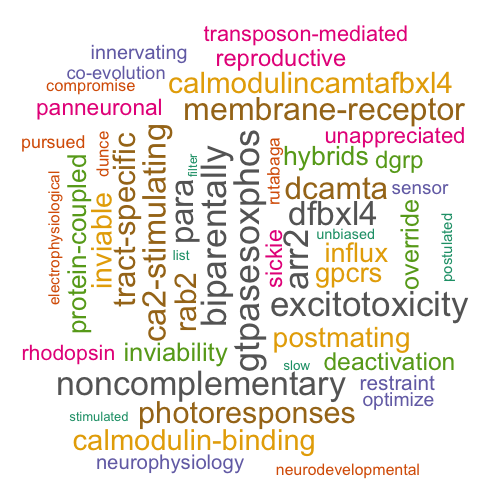 transposon-mediated
innervating
reproductive
co-evolution
compromise
calmodulincamtafbxl4
panneuronal
membrane-receptor
pursued
dunce
filter
rutabaga
unappreciated
hybrids
dgrp
electrophysiological
protein-coupled
inviable
tract-specific
ca2-stimulating
para
rab2
biparentally
gtpasesoxphos
dcamta
sensor
dfbxl4
list
sickie
arr2
unbiased
influx
gpcrs
override
postulated
excitotoxicity
postmating
rhodopsin
inviability
slow
deactivation
noncomplementary
restraint
optimize
stimulated
photoresponses
calmodulin-binding
neurophysiology
neurodevelopmental